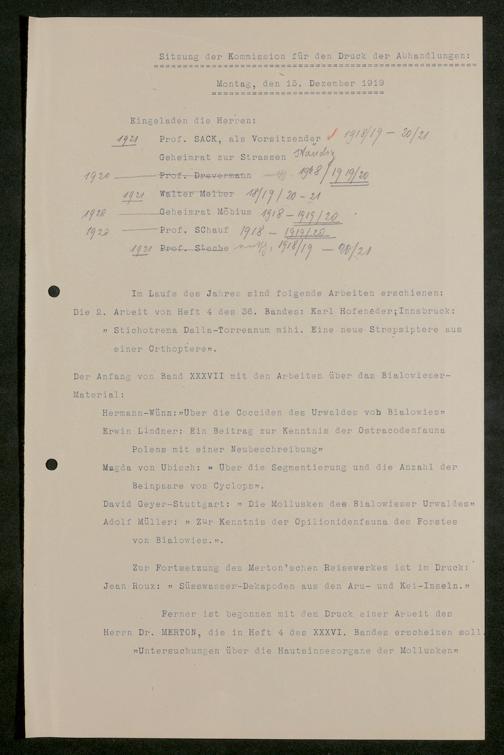 Sitzung der Kommission für den Druck der Abhandlungen:
Montag, den 15. Dezember 1919
Eingeladen die Herren:
1921 Prof. SACK, als Vorsitzender 1918/19 — 20/21
Geheimrat zur Strassen ständig
1920 Prof. Drevermann 1918/1919/20
1921 Walter Melber 18/19/20-21
1920 Geheimrat Möbius 1918 - 1919/20.
1920 Prof. SChauf 1918 - 1919/20
1921 Prof. Steche 1918/19 — 20/21
Im Laufe des Jahres sind folgende Arbeiten erschienen:
Die 2. Arbeit von Heft 4 des 36. Bandes: Karl Hofeneder;Innsbruck:
" Stichotrema Dalla-Torreanum mihi. Eine neue Strepsiptere aus
einer Orthoptere".
Der Anfang von Band XXXVII mit den Arbeiten über das Bialowieser-
Material:
Hermann-Wünn:"Über die Cocciden des Urwaldes voh Bialowies"
Erwin Lindner: Ein Beitrag zur Kenntnis der Ostracodenfauna
Polens mit einer Neubeschreibung"
Magda von Ubisch: " Über die Segmentierung und die Anzahl der
Beinpaare von Cyclops".
David Geyer-Stuttgart: " Die Mollusken des Bialowieser Urwaldes"
Adolf Müller: " Zur Kenntnis der Opilionidenfauna des Forstes
von Bialowies.".
Zur Fortsetzung des Merton'schen Reisewerkes ist im Druck:
Jean Roux: " Süsswasser-Dekapoden aus den Aru- und Kei-Inseln."
Ferner ist begonnen mit dem Druck einer Arbeit des
Herrn Dr. MERTON, die in Heft 4 des XXXVI. Bandes erscheinen soll.
"Untersuchungen über die Hautsinnesorgane der Mollusken"